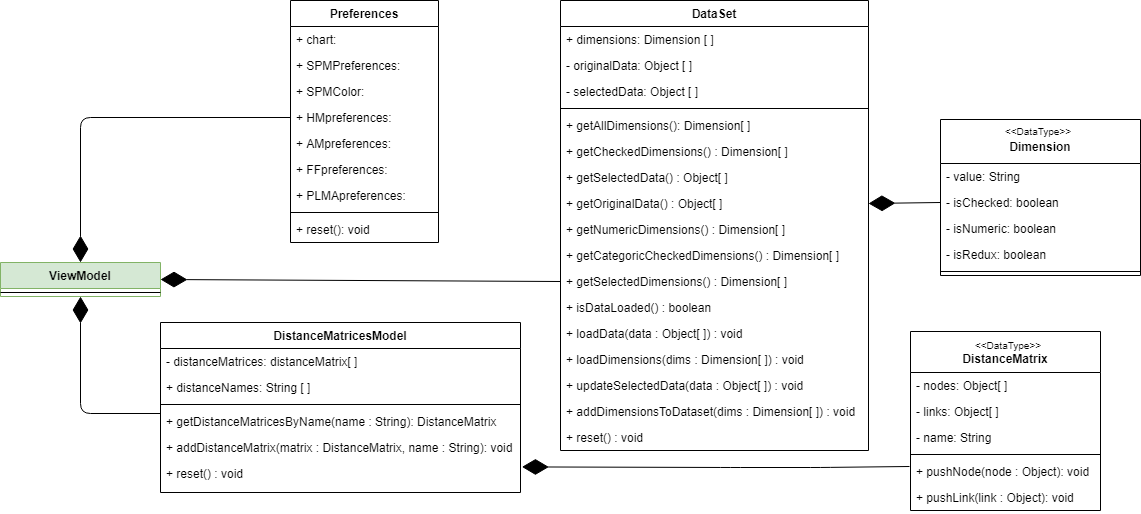 Preferences
+ chart:
+ SPMPreferences:
+ SPMColor:
+ HMpreferences:
+ AMpreferences:
+ FFpreferences:
+ PLMApreferences:
+ reset(): void
DataSet
+ dimensions: Dimension [ ]
- originalData: Object [ ]
- selectedData: Object [ ]
+ getAllDimensions(): Dimension[ ]
+ getCheckedDimensions() : Dimension[ ]
+ getSelectedData() : Object[ ]
+ getOriginalData() : Object[ ]
+ getNumericDimensions() : Dimension[ ]
+ getCategoricCheckedDimensions() : Dimension[ ]
+ getSelectedDimensions() : Dimension[ ]
+ isDataLoaded() : boolean
+ loadData(data : Object[ ]) : void
+ loadDimensions(dims : Dimension[ ]) : void
+ updateSelectedData(data : Object[ ]) : void
+ addDimensionsToDataset(dims : Dimension[ ]) : void
+ reset() : void
<<DataType>>
Dimension
- value: String
- isChecked: boolean
- isNumeric: boolean
- isRedux: boolean
ViewModel
DistanceMatricesModel
- distanceMatrices: distanceMatrix[ ]
+ distanceNames: String [ ]
+ getDistanceMatricesByName(name : String): DistanceMatrix
+ addDistanceMatrix(matrix : DistanceMatrix, name : String): void
+ reset() : void
<<DataType>>
DistanceMatrix
- nodes: Object[ ]
- links: Object[ ]
- name: String
+ pushNode(node : Object): void
+ pushLink(link : Object): void